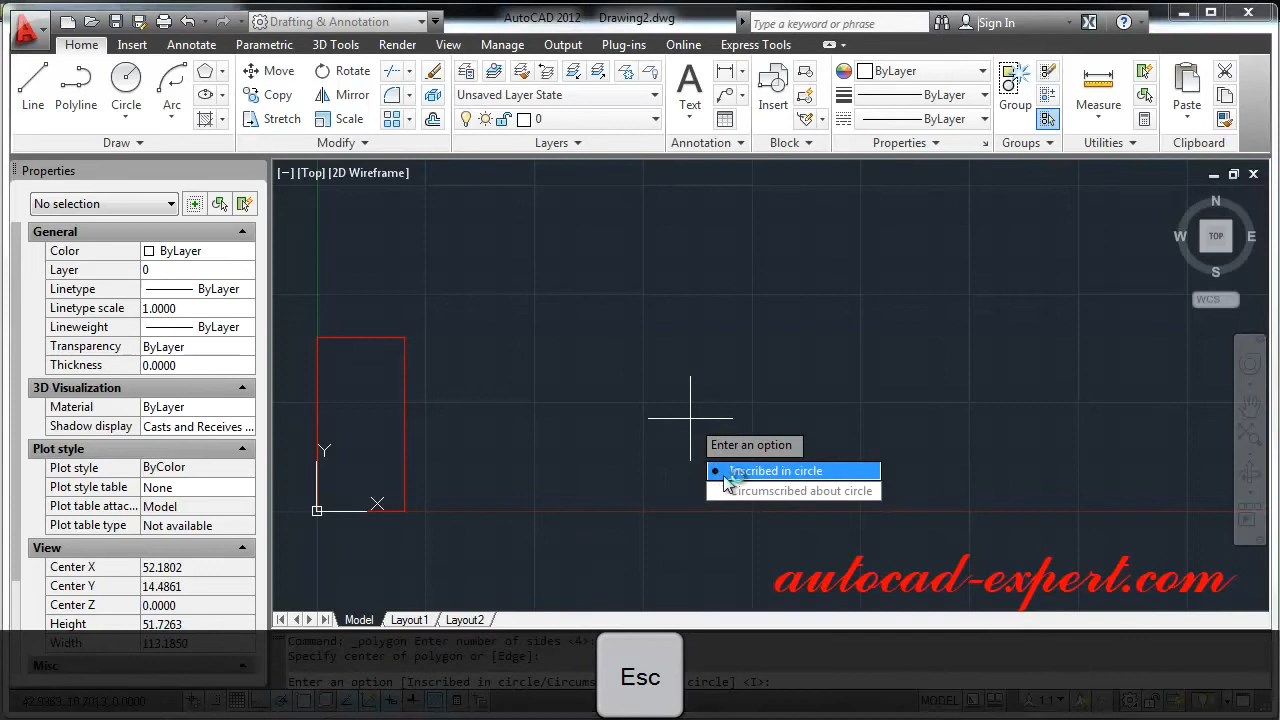 Drafting & Annotation
AutoCAD 2012 Drawing2.dwg
Type a keyword or phrase
Sign In
Home Insert Annotate Parametric 3D Tools Render View Manage Output Plug-ins Online Express Tools
Line Polyline Circle Arc
Move Rotate
Copy Mirror
Stretch Scale
Unsaved Layer State
0
Text
Insert
ByLayer
ByLayer
ByLayer
Group
Measure
Paste
Draw Modify Layers Annotation Block Properties Groups Utilities Clipboard
Properties
No selection
General
Color ByLayer
Layer 0
Linetype ByLayer
Linetype scale 1.0000
Lineweight ByLayer
Transparency ByLayer
Thickness 0.0000
3D Visualization
Material ByLayer
Shadow display Casts and Receives ...
Plot style
Plot style ByColor
Plot style table None
Plot table attac... Model
Plot table type Not available
View
Center X 52.1802
Center Y 14.4861
Center Z 0.0000
Height 51.7263
Width 113.1850
Misc
[−] [Top] [2D Wireframe]
N
W TOP E
S
WCS
Y
X
Enter an option
Inscribed in circle
Circumscribed about circle
autocad-expert.com
Model Layout1 Layout2
Command: _polygon Enter number of sides <4>:
Specify center of polygon or [Edge]:
Enter an option [Inscribed in circle/Circums circle] <I>:
Esc
MODEL
1:1